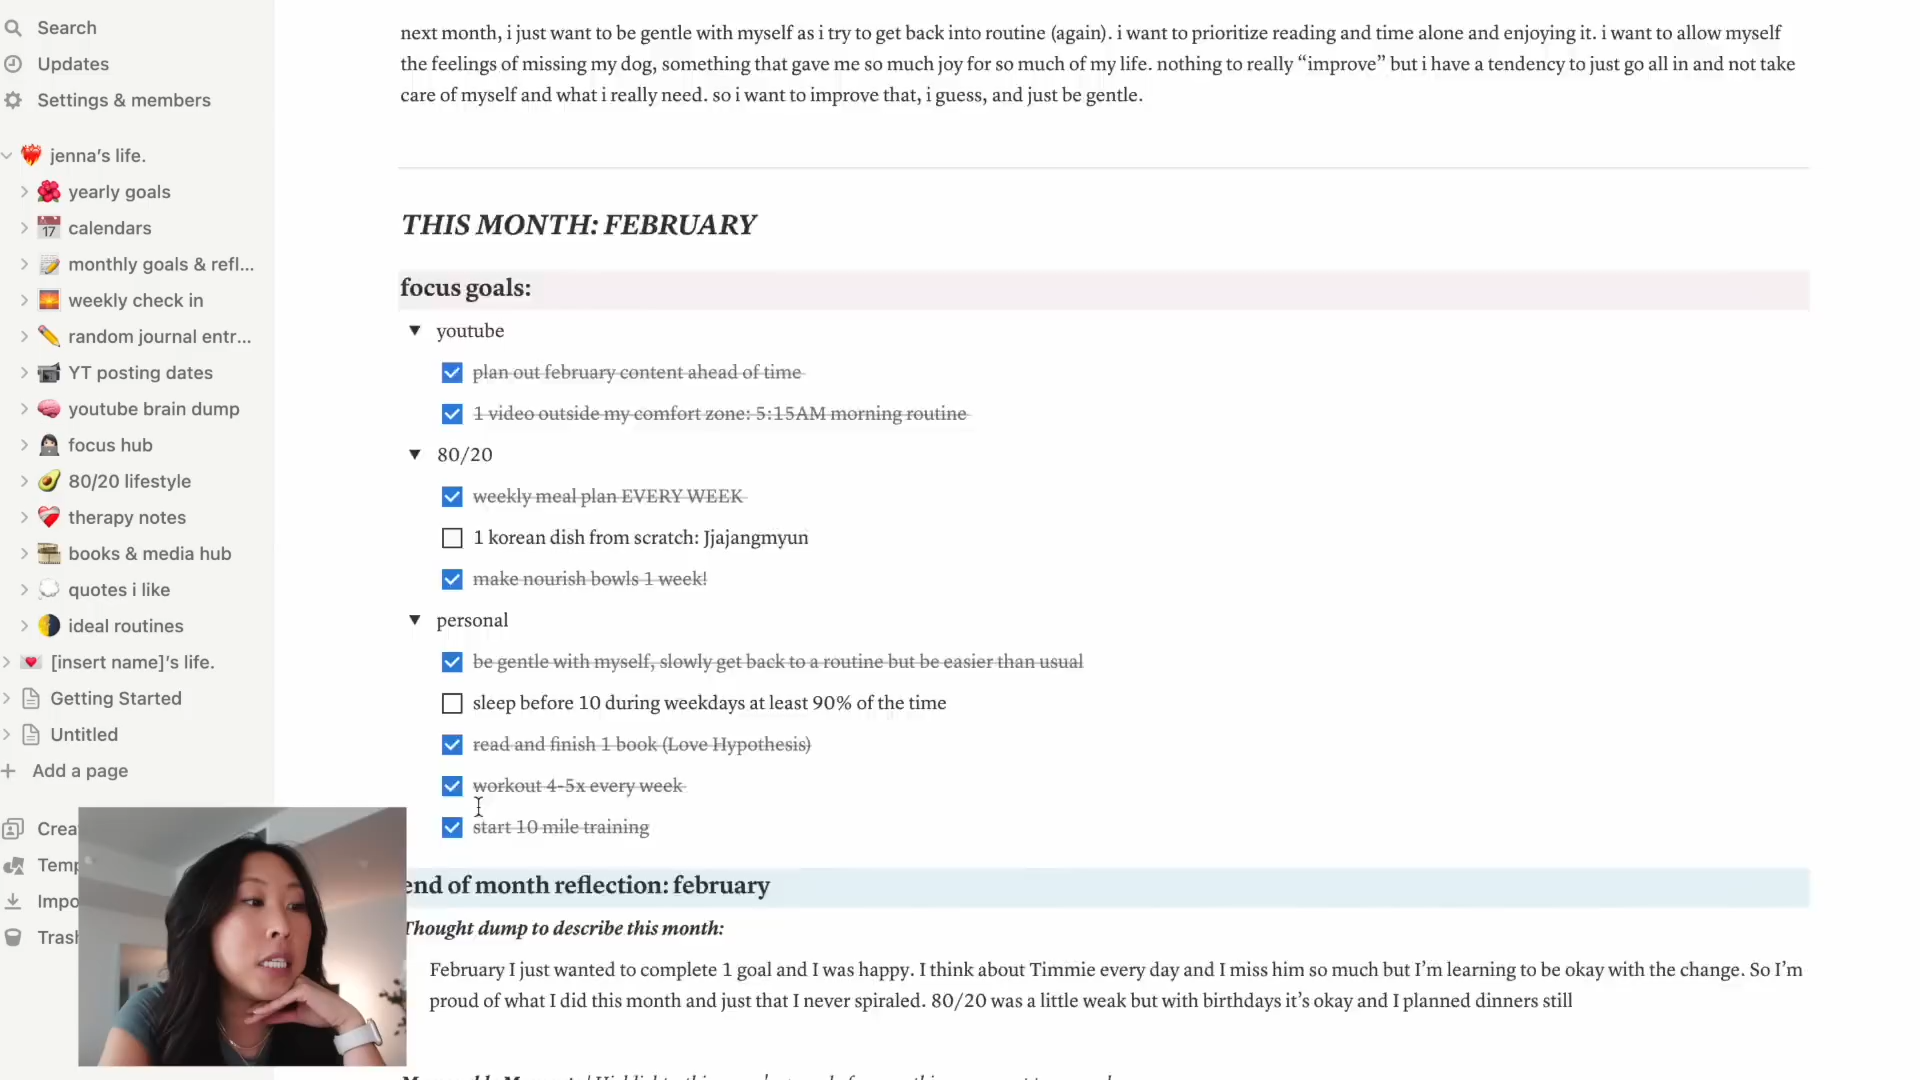 Search
Updates
Settings & members
jenna's life.
yearly goals
calendars
17
monthly goals & refl...
weekly check in
random journal entr...
YT posting dates
youtube brain dump
focus hub
80/20 lifestyle
therapy notes
books & media hub
quotes i like
ideal routines
[insert name]'s life.
Getting Started
Untitled
Add a page
Crea
Temp
Impo
Trash
next month, i just want to be gentle with myself as i try to get back into routine (again). i want to prioritize reading and time alone and enjoying it. i want to allow myself
the feelings of missing my dog, something that gave me so much joy for so much of my life. nothing to really “improve” but i have a tendency to just go all in and not take
care of myself and what i really need. so i want to improve that, i guess, and just be gentle.
THIS MONTH: FEBRUARY
focus goals:
youtube
plan out february content ahead of time
1 video outside my comfort zone: 5:15AM morning routine
80/20
weekly meal plan EVERY WEEK
1 korean dish from scratch: Jjajangmyun
make nourish bowls 1 week!
personal
be gentle with myself, slowly get back to a routine but be easier than usual
sleep before 10 during weekdays at least 90% of the time
read and finish 1 book (Love Hypothesis)
workout 4-5x every week
start 10 mile training
end of month reflection: february
Thought dump to describe this month:
February I just wanted to complete 1 goal and I was happy. I think about Timmie every day and I miss him so much but I’m learning to be okay with the change. So I’m
proud of what I did this month and just that I never spiraled. 80/20 was a little weak but with birthdays it’s okay and I planned dinners still